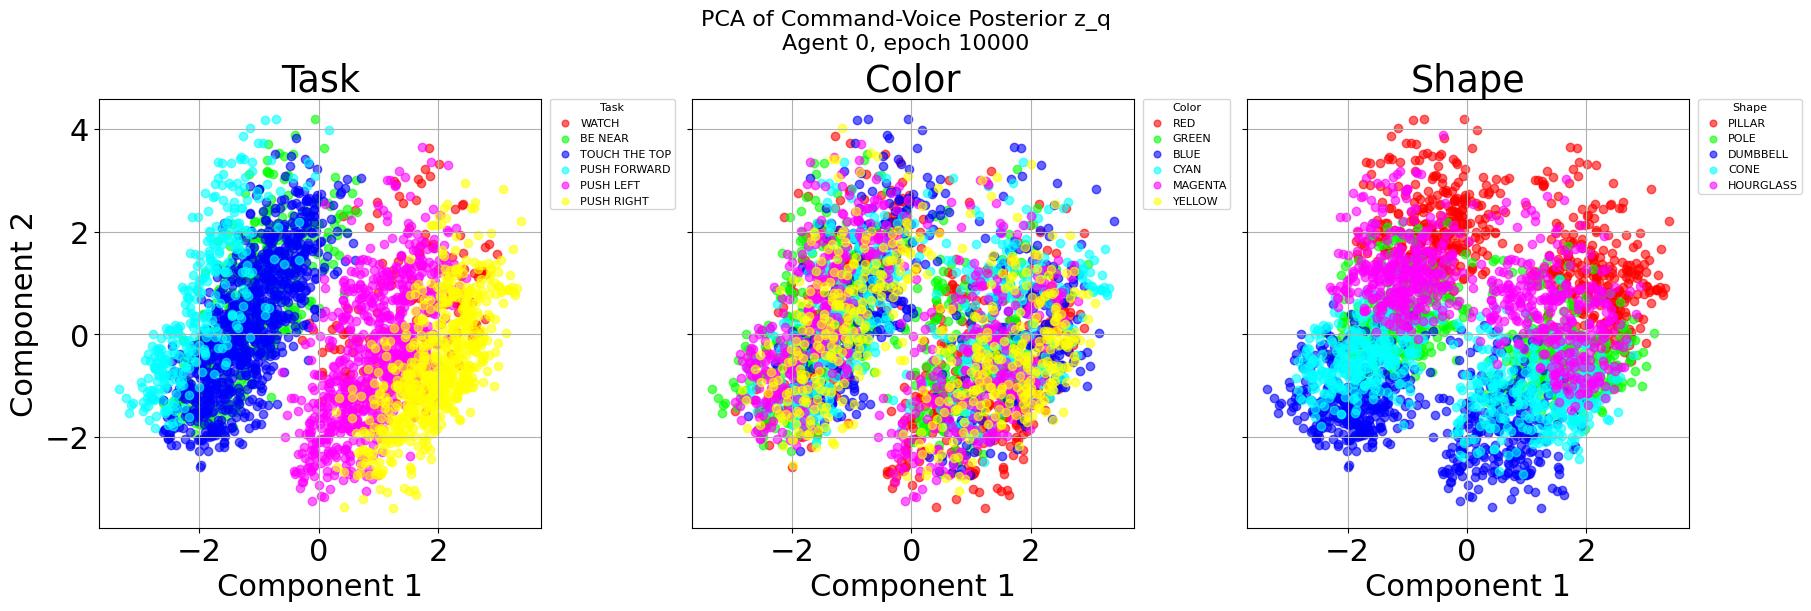 PCA of Command-Voice Posterior z_q
Agent 0, epoch 10000
Task
Component 2
4
2
0
−2
−2 0 2
Component 1
Task
WATCH
BE NEAR
TOUCH THE TOP
PUSH FORWARD
PUSH LEFT
PUSH RIGHT
Color
−2 0 2
Component 1
Color
RED
GREEN
BLUE
CYAN
MAGENTA
YELLOW
Shape
−2 0 2
Component 1
Shape
PILLAR
POLE
DUMBBELL
CONE
HOURGLASS